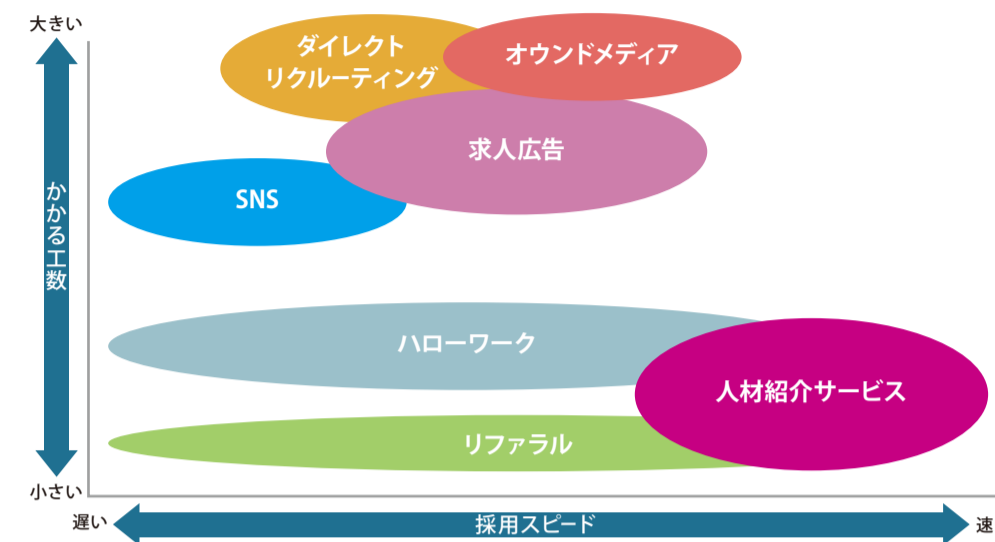 大きい
ダイレクト
リクルーティング
オウンドメディア
求人広告
SNS
かかる工数
ハローワーク
人材紹介サービス
リファラル
小さい
遅い
採用スピード
速